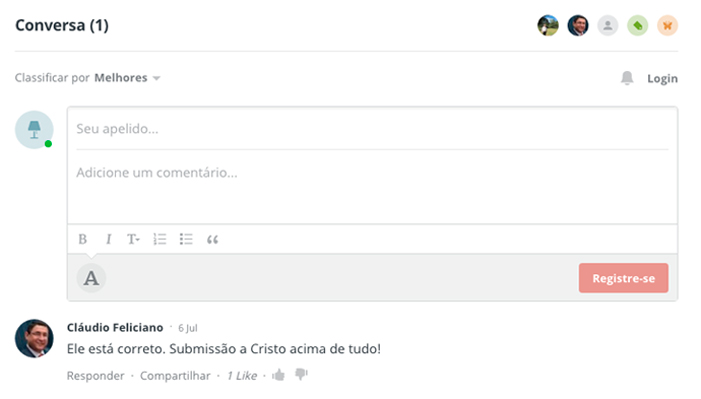 Conversa (1)
Classificar por Melhores
Login
Seu apelido...
Adicione um comentário...
B I T
A
Registre-se
Cláudio Feliciano · 6 Jul
Ele está correto. Submissão a Cristo acima de tudo!
Responder · Compartilhar · 1 Like ·